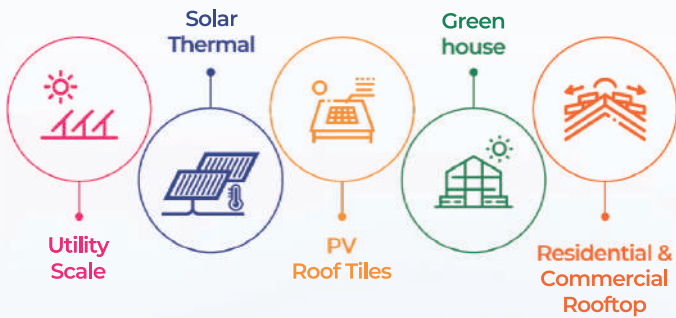 Solar
Thermal
Green
house
Utility
Scale
PV
Roof Tiles
Residential &
Commercial
Rooftop